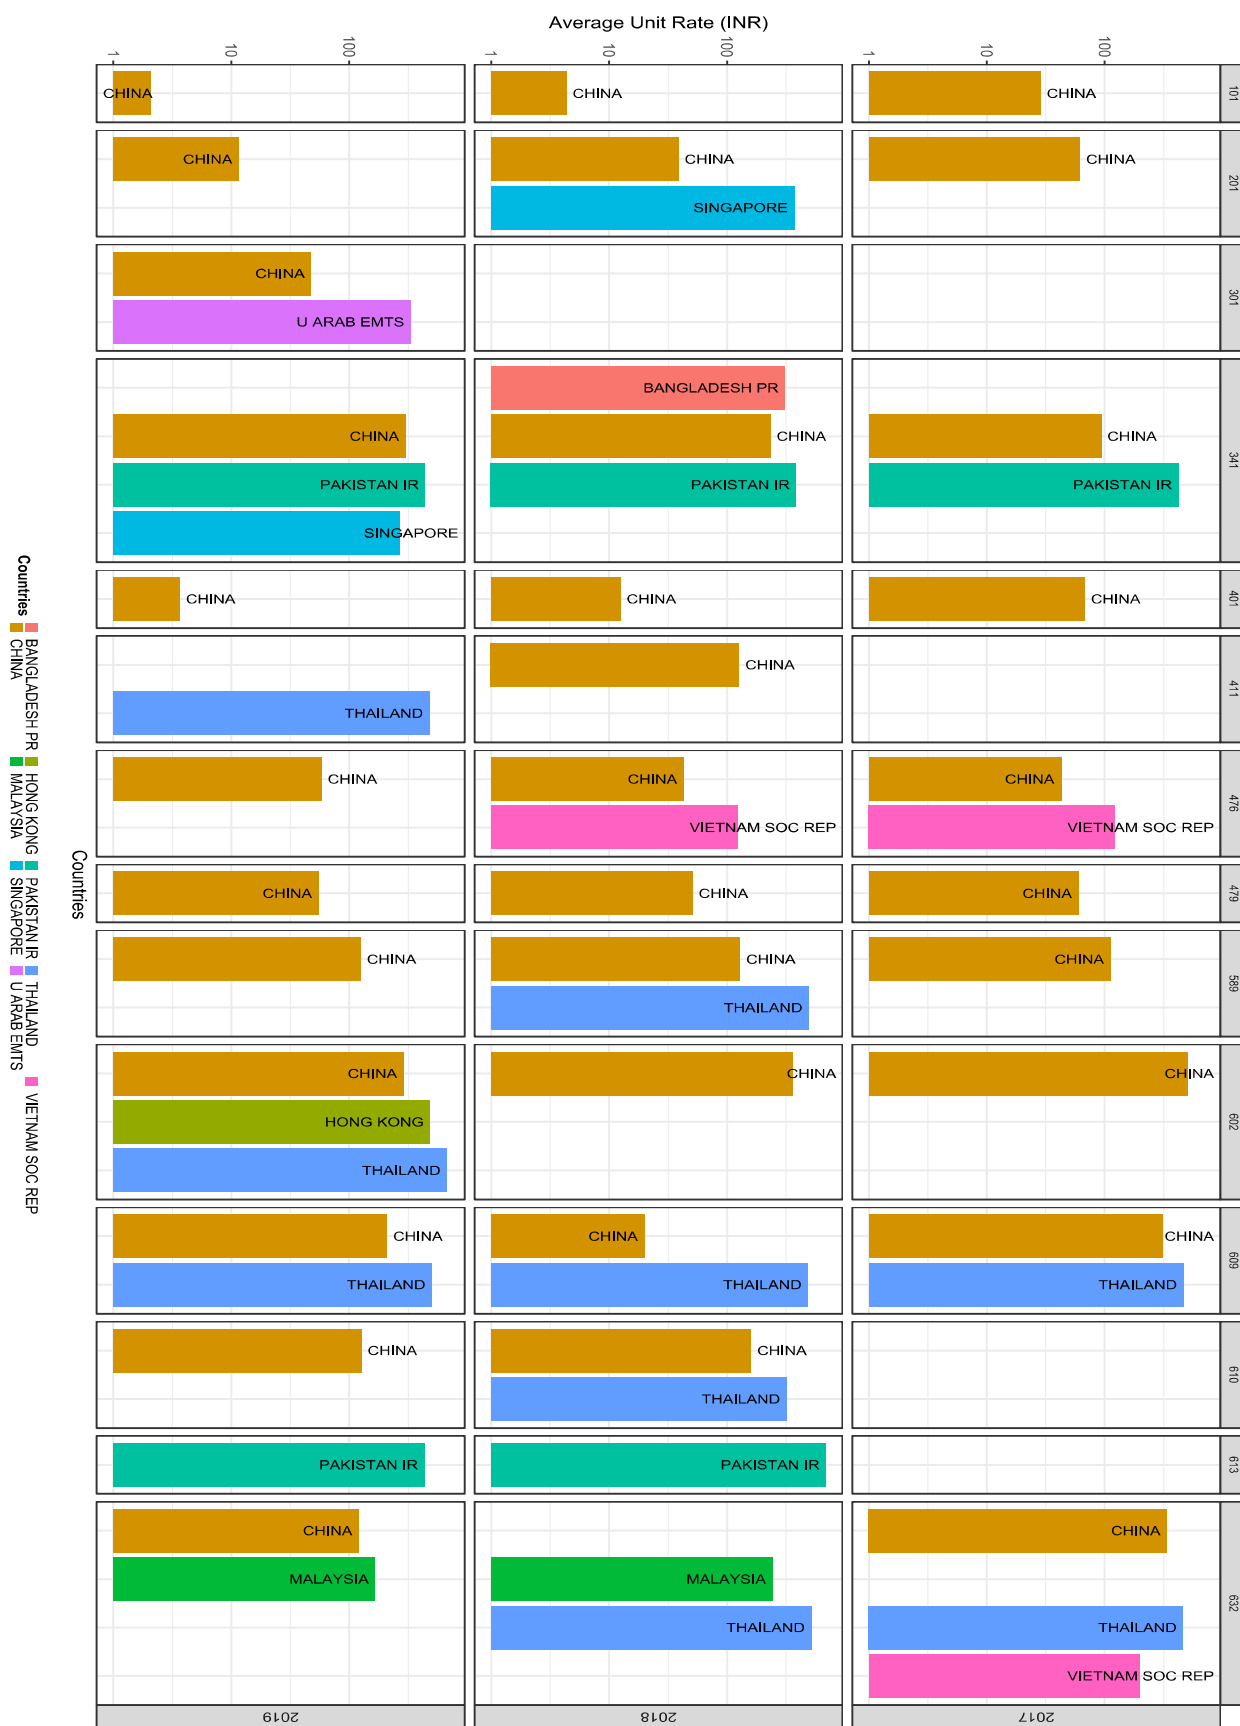 Average Unit Rate (INR)
1 10 100
1 10 100
1 10 100
CHINA
CHINA
CHINA
101
CHINA
CHINA
CHINA
SINGAPORE
201
CHINA
U ARAB EMTS
301
BANGLADESH PR
CHINA
CHINA
CHINA
PAKISTAN IR
PAKISTAN IR
PAKISTAN IR
SINGAPORE
341
CHINA
CHINA
CHINA
401
CHINA
THAILAND
411
CHINA
CHINA
CHINA
VIETNAM SOC REP
VIETNAM SOC REP
476
CHINA
CHINA
CHINA
479
CHINA
CHINA
CHINA
THAILAND
589
CHINA
CHINA
CHINA
HONG KONG
THAILAND
602
CHINA
CHINA
CHINA
THAILAND
THAILAND
THAILAND
609
CHINA
CHINA
THAILAND
610
PAKISTAN IR
PAKISTAN IR
613
CHINA
CHINA
MALAYSIA
MALAYSIA
THAILAND
THAILAND
VIETNAM SOC REP
632
2019
2018
2017
Countries
Countries
BANGLADESH PR
HONG KONG
PAKISTAN IR
THAILAND
VIETNAM SOC REP
CHINA
MALAYSIA
SINGAPORE
U ARAB EMTS